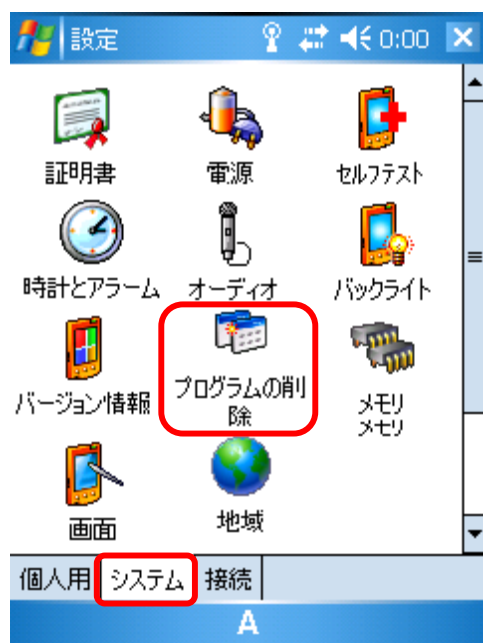 設定 0:00
証明書 電源 セルフテスト
時計とアラーム オーディオ バックライト
バージョン情報 プログラムの削
除 メモリ
メモリ
画面 地域
個人用 システム 接続
A